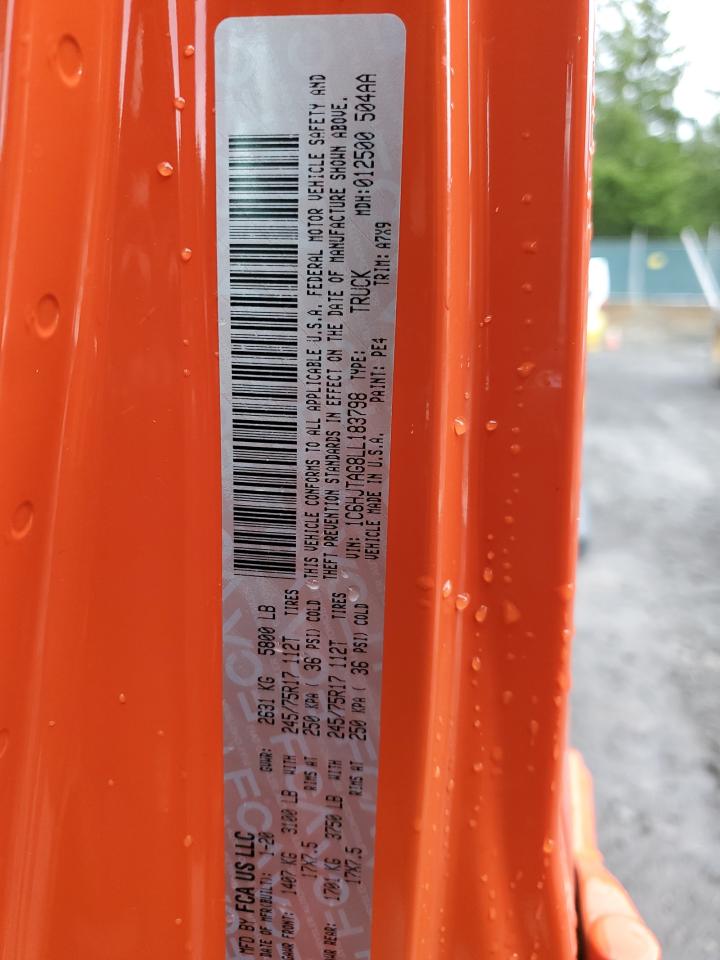 MFD BY FCA US LLC
DATE OF MFR(BUILT): 1-20 GVWR: 2631 KG 5800 LB
GAWR FRONT: 1407 KG 3100 LB WITH 245/75R17 112T TIRES
17X7.5 RIMS AT 250 KPA ( 36 PSI) COLD
REAR: 1701 KG 3750 LB WITH 245/75R17 112T TIRES
17X7.5 RIMS AT 250 KPA ( 36 PSI) COLD
THIS VEHICLE CONFORMS TO ALL APPLICABLE U.S.A. FEDERAL MOTOR VEHICLE SAFETY AND
THEFT PREVENTION STANDARDS IN EFFECT ON THE DATE OF MANUFACTURE SHOWN ABOVE.
VIN: 1C6HJTAG8LL183798 TYPE: TRUCK MDH:012500 504AA
VEHICLE MADE IN U.S.A. PAINT: PE4 TRIM: A7X9